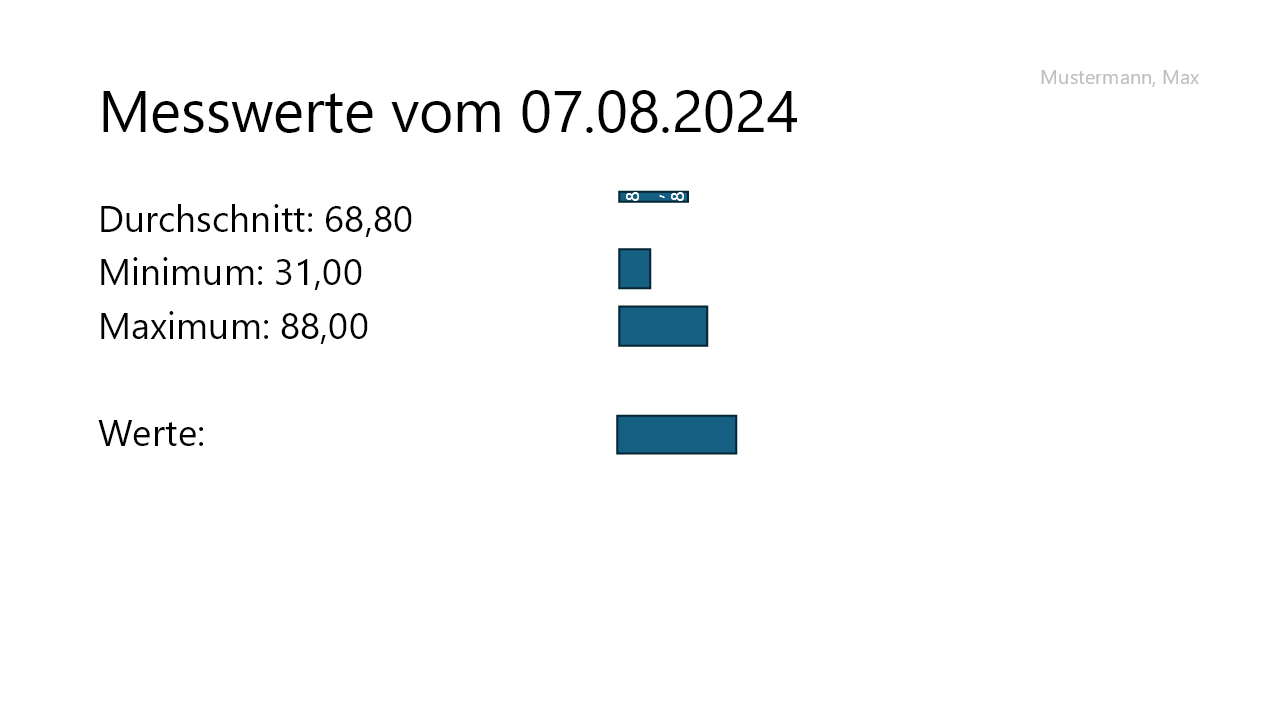 Mustermann, Max
Messwerte vom 07.08.2024
Durchschnitt: 68,80
Minimum: 31,00
Maximum: 88,00
Werte: